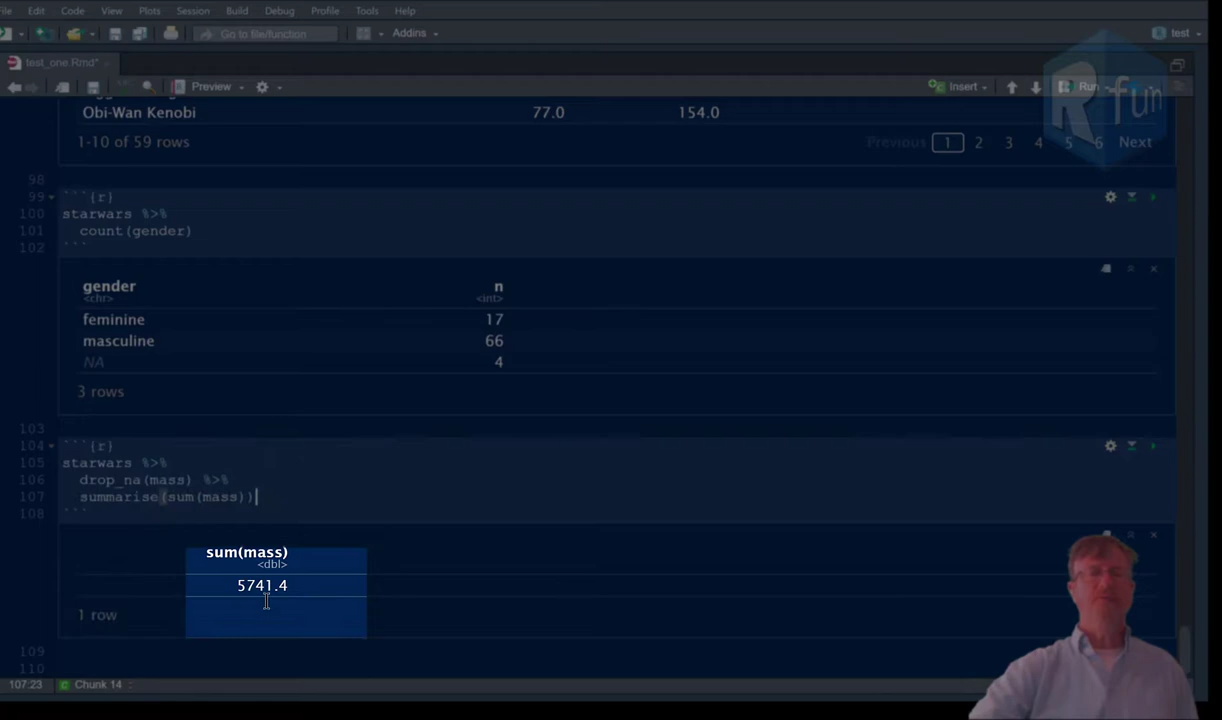 File Edit Code View Plots Session Build Debug Profile Tools Help
Go to file/function Addins test
test_one.Rmd*
Preview Insert Run
R fun
Obi-Wan Kenobi 77.0 154.0
1-10 of 59 rows Previous 1 2 3 4 5 6 Next
98
99 ```{r}
100 starwars %>%
101 count(gender)
102 ```
gender n
<chr> <int>
feminine 17
masculine 66
NA 4
3 rows
103
104 ```{r}
105 starwars %>%
106 drop_na(mass) %>%
107 summarise(sum(mass))
108 ```
sum(mass)
<dbl>
5741.4
1 row
109
110
107:23 Chunk 14